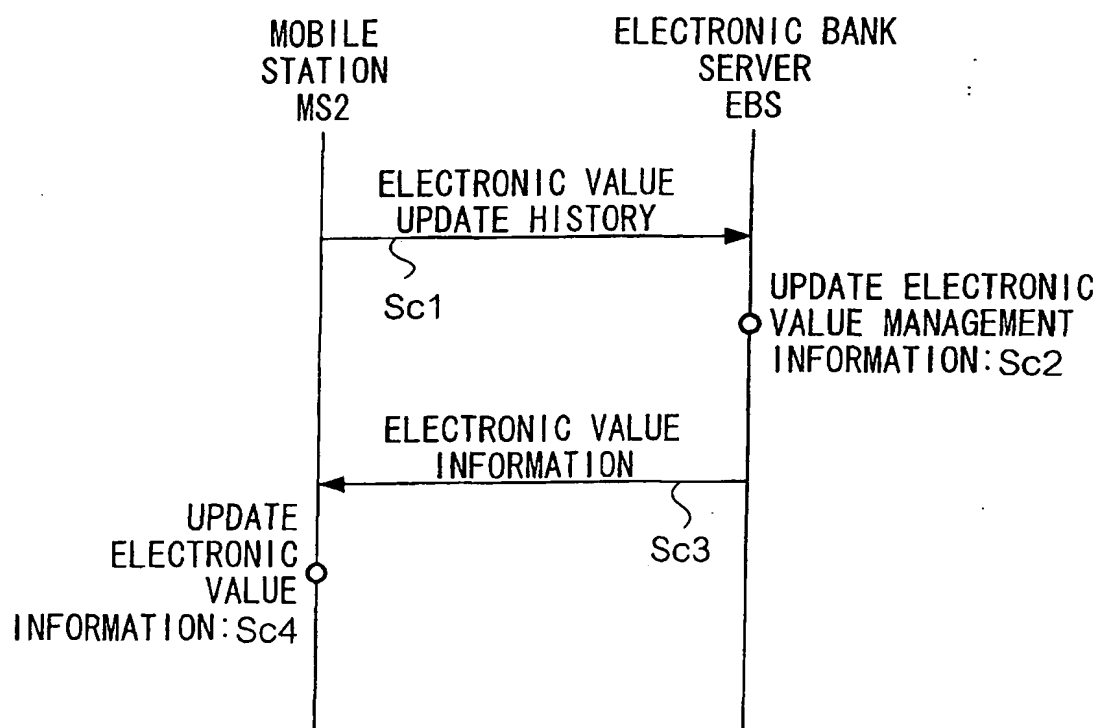 MOBILE
STATION
MS2
ELECTRONIC BANK
SERVER
EBS
ELECTRONIC VALUE
UPDATE HISTORY
Sc1
UPDATE ELECTRONIC
VALUE MANAGEMENT
INFORMATION:Sc2
ELECTRONIC VALUE
INFORMATION
Sc3
UPDATE
ELECTRONIC
VALUE
INFORMATION:Sc4